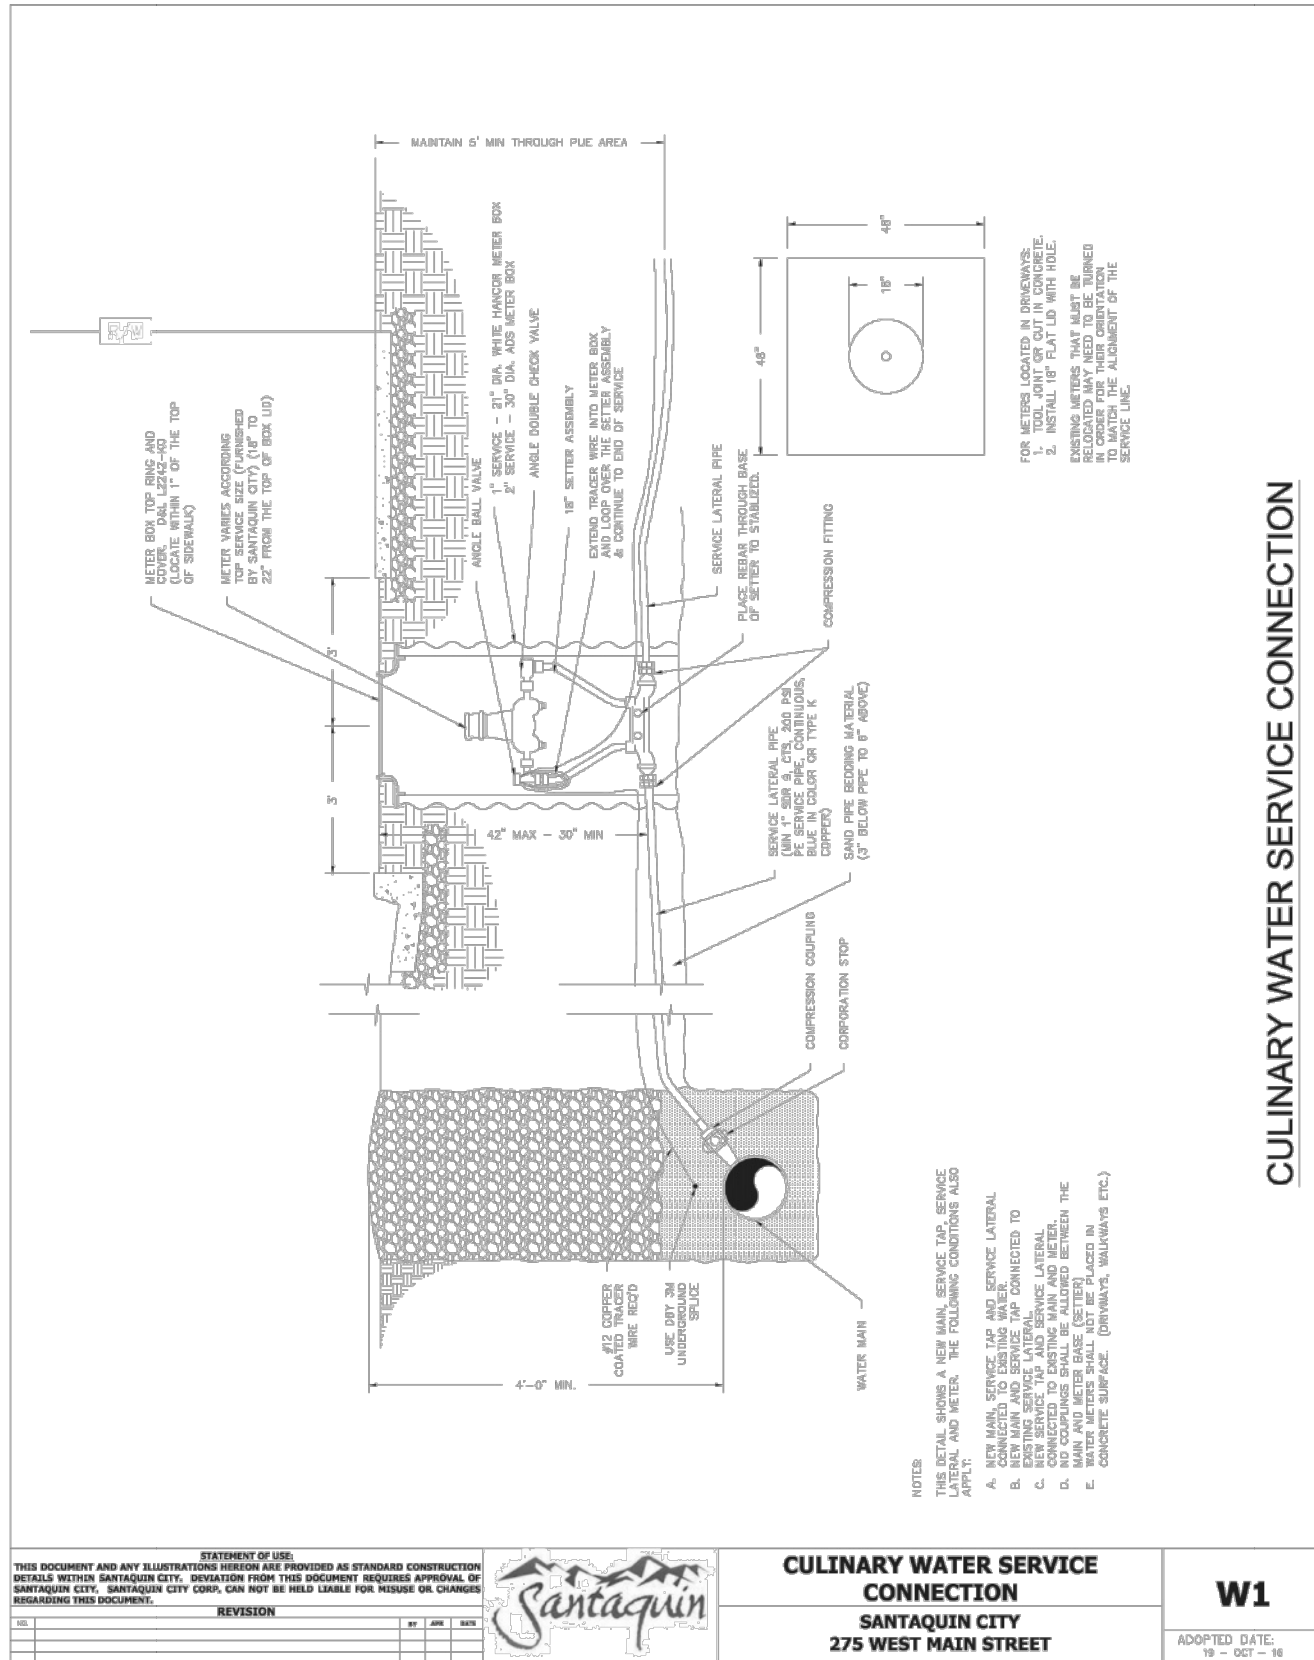 MAINTAIN 5' MIN THROUGH PUE AREA
R/W
METER BOX TOP RING AND
COVER, D&L L2242-
(LOCATE WITHIN 1" OF THE TOP
OF SIDEWALK)
METER VARIES ACCORDING
TOP SERVICE SIZE (FURNISHED
BY SANTAQUIN CITY) (18" TO
22" FROM THE TOP OF BOX LID)
ANGLE BALL VALVE
1" SERVICE - 21" DIA. WHITE HANCOR METER BOX
2" SERVICE - 30" DIA. ADS METER BOX
ANGLE DOUBLE CHECK VALVE
18" SETTER ASSEMBLY
EXTEND TRACER WIRE INTO METER BOX
AND LOOP OVER THE SETTER ASSEMBLY
& CONTINUE TO END OF SERVICE
SERVICE LATERAL PIPE
PLACE REBAR THROUGH BASE
OF SETTER TO STABLIZED.
COMPRESSION FITTING
48"
48"
18"
FOR METERS LOCATED IN DRIVEWAYS:
1. TOOL JOINT OR CUT IN CONCRETE.
2. INSTALL 18" FLAT LID WITH HOLE.
EXISTING METERS THAT MUST BE
RELOCATED MAY NEED TO BE TURNED
IN ORDER FOR THEIR ORIENTATION
TO MATCH THE ALIGNMENT OF THE
SERVICE LINE.
3'
3'
42" MAX - 30" MIN
SERVICE LATERAL PIPE
(MIN 1" SDR 9, CTS, 200 PSI
PE SERVICE PIPE, CONTINUOUS,
BLUE IN COLOR OR TYPE K
COPPER)
SAND PIPE BEDDING MATERIAL
(3" BELOW PIPE TO 6" ABOVE)
COMPRESSION COUPLING
CORPORATION STOP
#12 COPPER
COATED TRACER
WIRE REQ'D
USE DBY 3M
UNDERGROUND
SPLICE
4'-0" MIN.
WATER MAIN
NOTES:
THIS DETAIL SHOWS A NEW MAIN, SERVICE TAP, SERVICE
LATERAL AND METER. THE FOLLOWING CONDITIONS ALSO
APPLY:
A. NEW MAIN, SERVICE TAP AND SERVICE LATERAL
CONNECTED TO EXISTING WATER.
B. NEW MAIN AND SERVICE TAP CONNECTED TO
EXISTING SERVICE LATERAL.
C. NEW SERVICE TAP AND SERVICE LATERAL
CONNECTED TO EXISTING MAIN AND METER.
D. NO COUPLINGS SHALL BE ALLOWED BETWEEN THE
MAIN AND METER BASE (SETTER)
E. WATER METERS SHALL NOT BE PLACED IN
CONCRETE SURFACE. (DRIVWAYS, WALKWAYS ETC.)
CULINARY WATER SERVICE CONNECTION
STATEMENT OF USE:
THIS DOCUMENT AND ANY ILLUSTRATIONS HEREON ARE PROVIDED AS STANDARD CONSTRUCTION
DETAILS WITHIN SANTAQUIN CITY. DEVIATION FROM THIS DOCUMENT REQUIRES APPROVAL OF
SANTAQUIN CITY. SANTAQUIN CITY CORP. CAN NOT BE HELD LIABLE FOR MISUSE OR CHANGES
REGARDING THIS DOCUMENT.
REVISION
NO. BY APR DATE
Santaquin
CULINARY WATER SERVICE
CONNECTION
SANTAQUIN CITY
275 WEST MAIN STREET
W1
ADOPTED DATE:
19 - OCT - 16